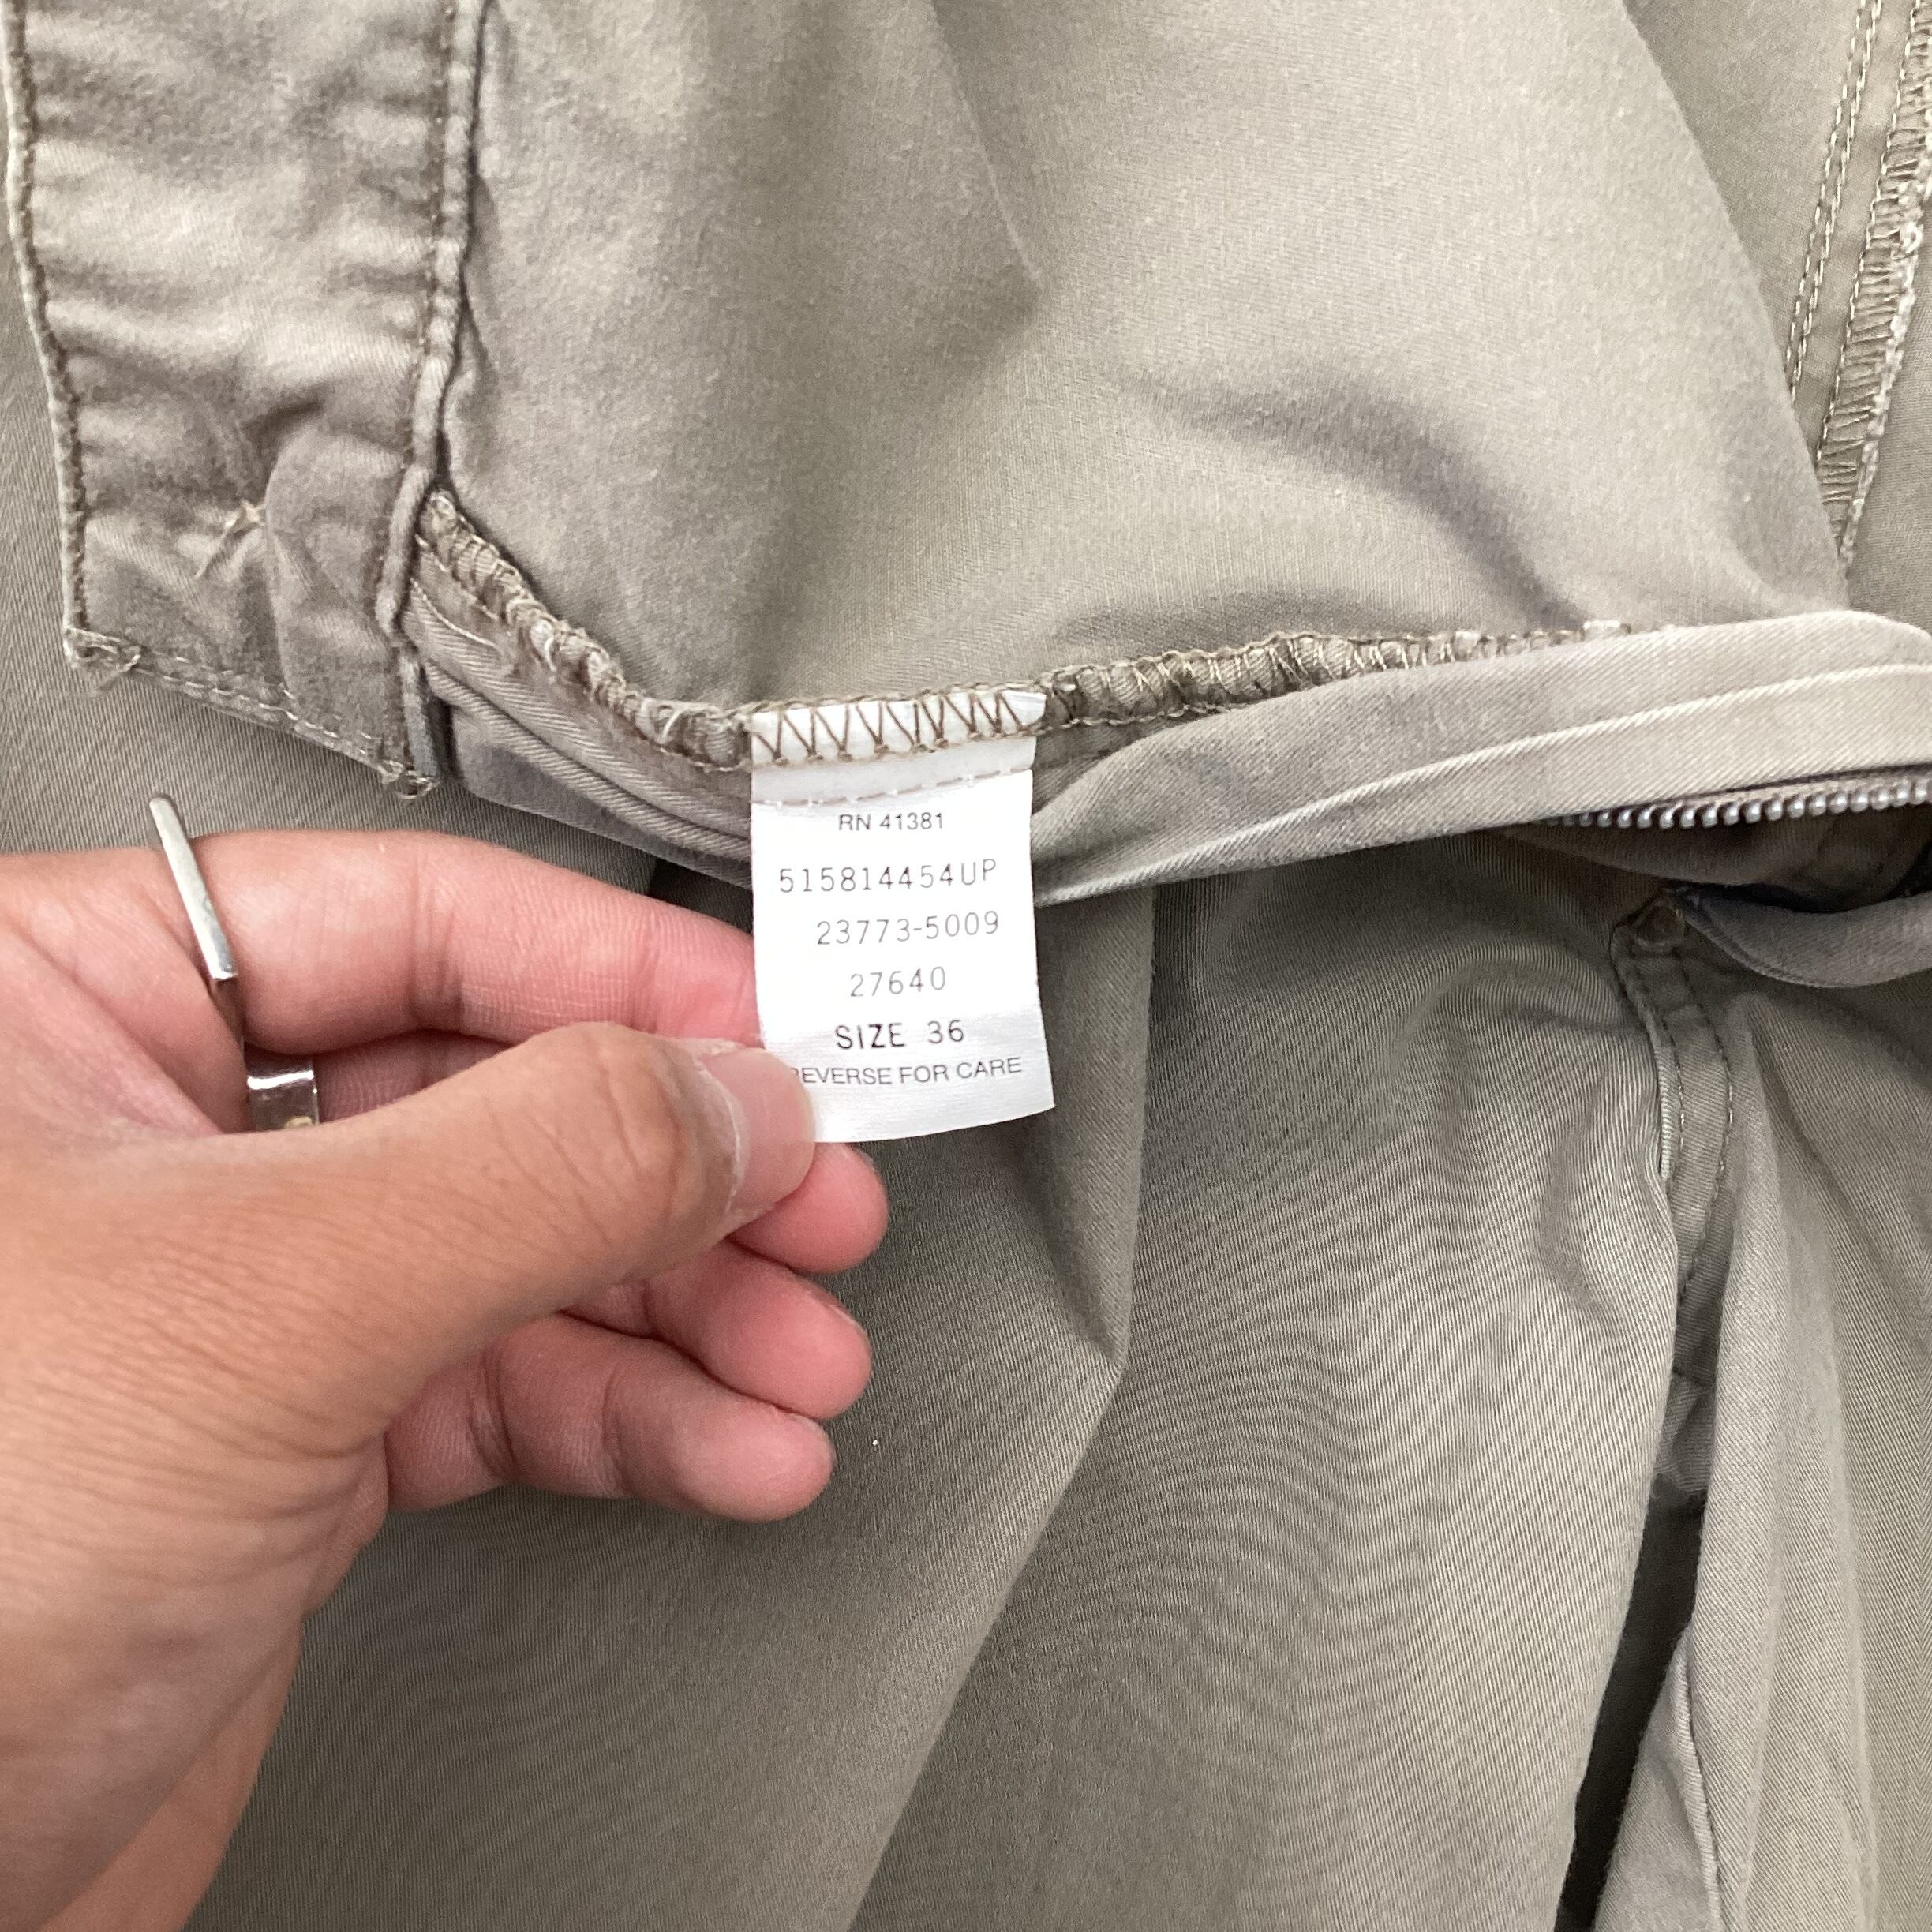 RN 41381
515814454UP
23773-5009
27640
SIZE 36
REVERSE FOR CARE